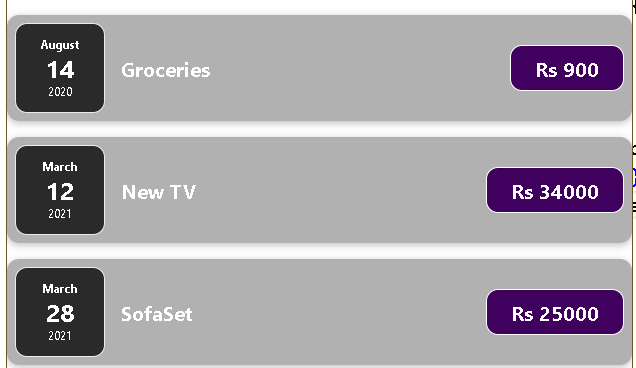 August
14
2020
Groceries
Rs 900
March
12
2021
New TV
Rs 34000
March
28
2021
SofaSet
Rs 25000